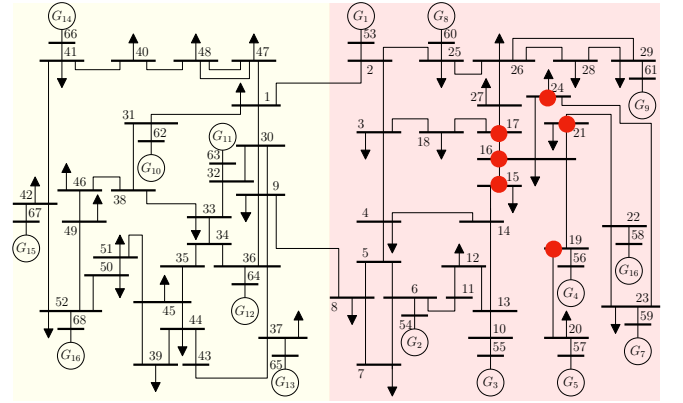 G14 G1 G8
66 53 60
41 40 48 47 2 25 26 28 29
61
24
G9
1 27
31 62 G11 30 3 18 17 21
63 16
G10 32
46 38 9 15
42 67 49 33 4 14 22
58
51 34 5 12 19 G16
G15 50 35 36 64 56
G4
6 11 8 23
52 68 45 G12 54 13 59
44 37 G2 10 20
G16 39 43 65 G13 7 55 57 G7
G3 G5